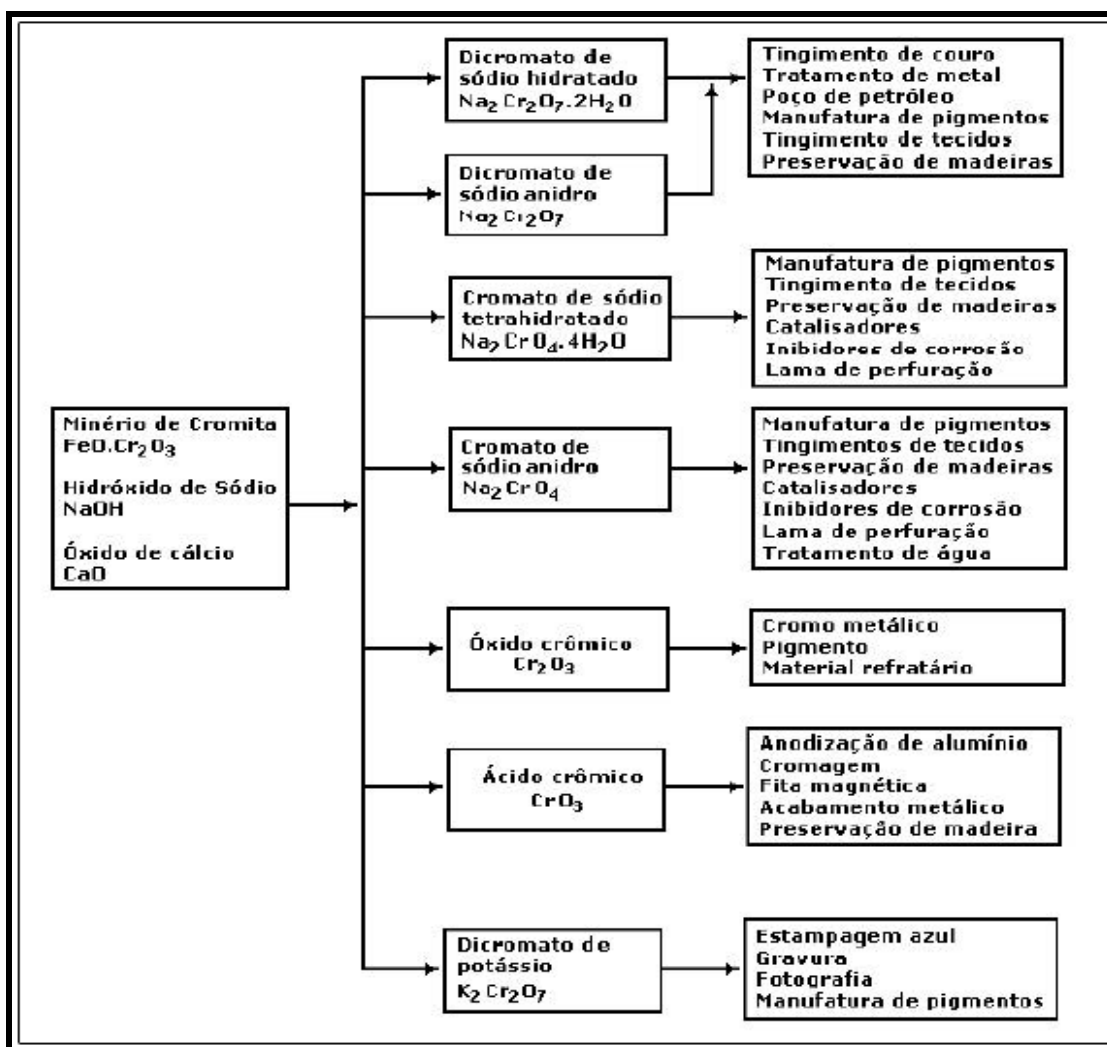 Minério de Cromita
FeO.Cr₂O₃
Hidróxido de Sódio
NaOH
Óxido de cálcio
CaO
Dicromato de
sódio hidratado
Na₂Cr₂O₇.2H₂O
Dicromato de
sódio anidro
Na₂Cr₂O₇
Tingimento de couro
Tratamento de metal
Poço de petróleo
Manufatura de pigmentos
Tingimento de tecidos
Preservação de madeiras
Cromato de sódio
tetrahidratado
Na₂CrO₄.4H₂O
Manufatura de pigmentos
Tingimento de tecidos
Preservação de madeiras
Catalisadores
Inibidores de corrosão
Lama de perfuração
Cromato de
sódio anidro
Na₂CrO₄
Manufatura de pigmentos
Tingimentos de tecidos
Preservação de madeiras
Catalisadores
Inibidores de corrosão
Lama de perfuração
Tratamento de água
Óxido crômico
Cr₂O₃
Cromo metálico
Pigmento
Material refratário
Ácido crômico
CrO₃
Anodização de alumínio
Cromagem
Fita magnética
Acabamento metálico
Preservação de madeira
Dicromato de
potássio
K₂Cr₂O₇
Estampagem azul
Gravura
Fotografia
Manufatura de pigmentos